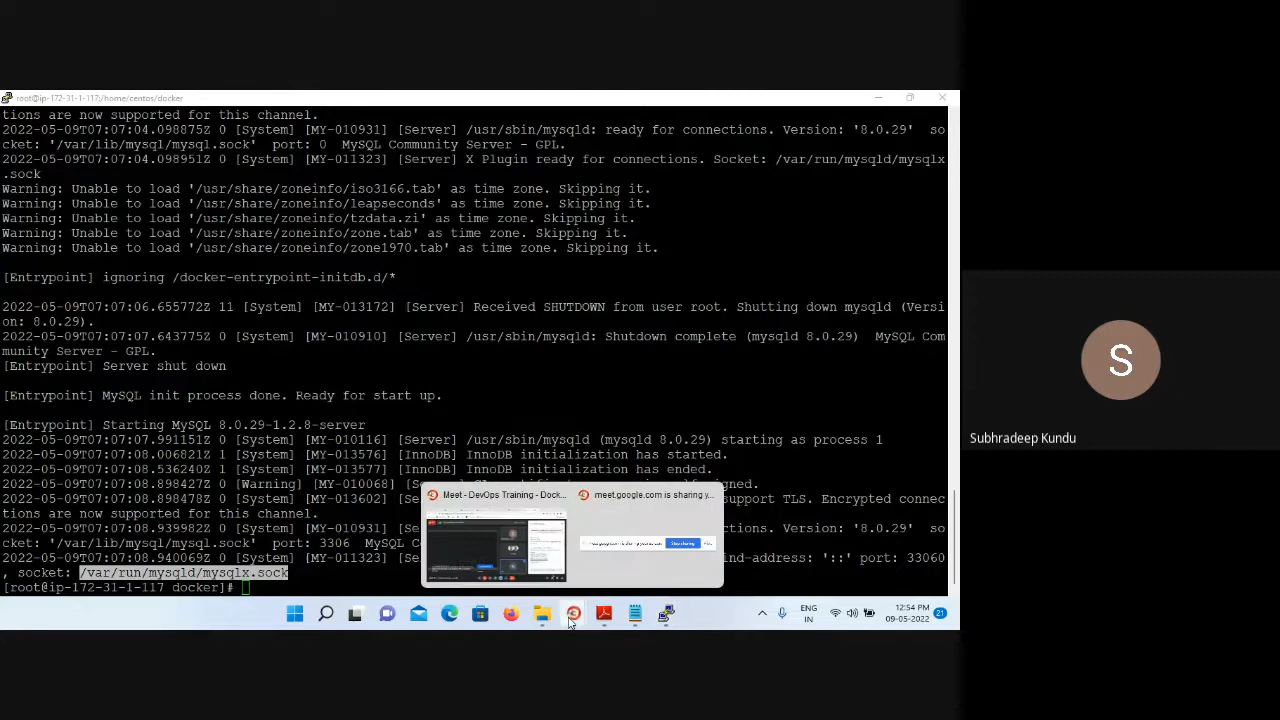 root@ip-172-31-1-117:/home/centos/docker
tions are now supported for this channel.
2022-05-09T07:07:04.098875Z 0 [System] [MY-010931] [Server] /usr/sbin/mysqld: ready for connections. Version: '8.0.29'  so
cket: '/var/lib/mysql/mysql.sock'  port: 0  MySQL Community Server - GPL.
2022-05-09T07:07:04.098951Z 0 [System] [MY-011323] [Server] X Plugin ready for connections. Socket: /var/run/mysqld/mysqlx
.sock
Warning: Unable to load '/usr/share/zoneinfo/iso3166.tab' as time zone. Skipping it.
Warning: Unable to load '/usr/share/zoneinfo/leapseconds' as time zone. Skipping it.
Warning: Unable to load '/usr/share/zoneinfo/tzdata.zi' as time zone. Skipping it.
Warning: Unable to load '/usr/share/zoneinfo/zone.tab' as time zone. Skipping it.
Warning: Unable to load '/usr/share/zoneinfo/zone1970.tab' as time zone. Skipping it.
[Entrypoint] ignoring /docker-entrypoint-initdb.d/*
2022-05-09T07:07:06.655772Z 11 [System] [MY-013172] [Server] Received SHUTDOWN from user root. Shutting down mysqld (Versi
on: 8.0.29).
2022-05-09T07:07:07.643775Z 0 [System] [MY-010910] [Server] /usr/sbin/mysqld: Shutdown complete (mysqld 8.0.29)  MySQL Com
munity Server - GPL.
[Entrypoint] Server shut down
[Entrypoint] MySQL init process done. Ready for start up.
[Entrypoint] Starting MySQL 8.0.29-1.2.8-server
2022-05-09T07:07:07.991151Z 0 [System] [MY-010116] [Server] /usr/sbin/mysqld (mysqld 8.0.29) starting as process 1
2022-05-09T07:07:08.006821Z 1 [System] [MY-013576] [InnoDB] InnoDB initialization has started.
2022-05-09T07:07:08.536240Z 1 [System] [MY-013577] [InnoDB] InnoDB initialization has ended.
2022-05-09T07:07:08.898427Z 0 [Warning] [MY-010068] igned.
2022-05-09T07:07:08.898478Z 0 [System] [MY-013602] [Se support TLS. Encrypted connec
tions are now supported for this channel.
2022-05-09T07:07:08.939982Z 0 [System] [MY-010931] [Se ctions. Version: '8.0.29'  so
cket: '/var/lib/mysql/mysql.sock'  port: 3306  MySQL C
2022-05-09T07:07:08.940069Z 0 [System] [MY-011323] [Se ind-address: '::' port: 33060
, socket: /var/run/mysqld/mysqlx.sock
[root@ip-172-31-1-117 docker]#
Meet - DevOps Training - Dock...
meet.google.com is sharing y...
Stop sharing
ENG
IN
12:54 PM
09-05-2022
21
S
Subhradeep Kundu